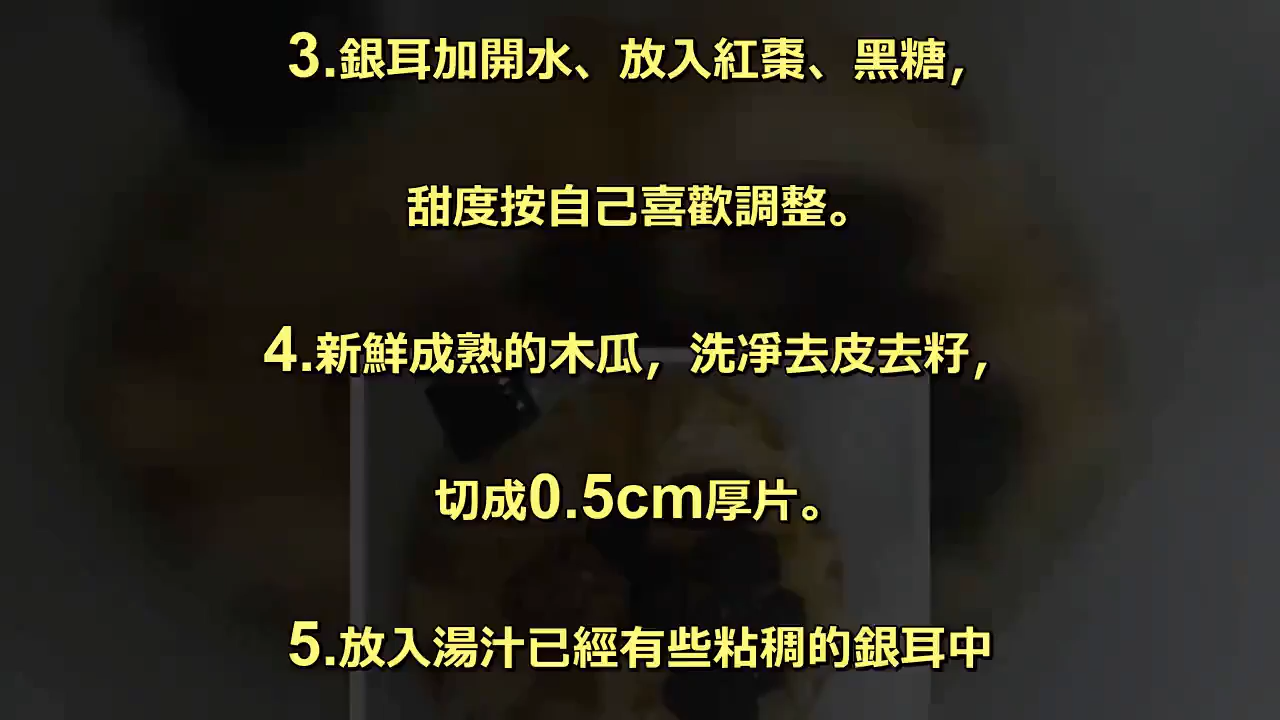 3.銀耳加開水、放入紅棗、黑糖，
甜度按自己喜歡調整。
4.新鮮成熟的木瓜，洗凈去皮去籽，
切成0.5cm厚片。
5.放入湯汁已經有些粘稠的銀耳中